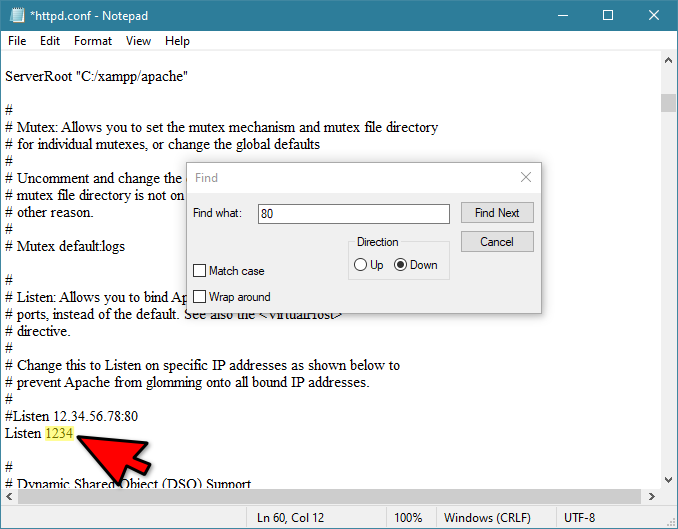 *httpd.conf - Notepad
File Edit Format View Help
ServerRoot "C:/xampp/apache"
#
# Mutex: Allows you to set the mutex mechanism and mutex file directory
# for individual mutexes, or change the global defaults
#
# Uncomment and change the
# mutex file directory is not on
# other reason.
#
# Mutex default:logs
#
# Listen: Allows you to bind Ap
# ports, instead of the default. See also the <VirtualHost>
# directive.
#
# Change this to Listen on specific IP addresses as shown below to
# prevent Apache from glomming onto all bound IP addresses.
#
#Listen 12.34.56.78:80
Listen 1234
#
# Dynamic Shared Object (DSO) Support
Find
Find what: 80
Find Next
Cancel
Direction
Up Down
Match case
Wrap around
Ln 60, Col 12 100% Windows (CRLF) UTF-8